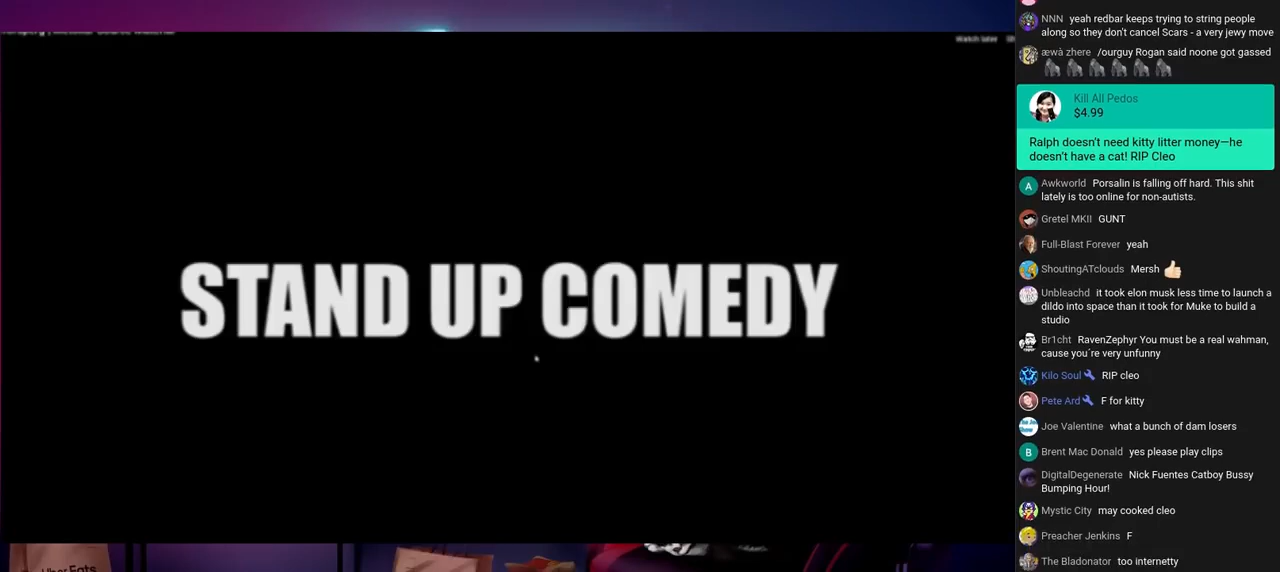 Watch later
STAND UP COMEDY
Uber Eats
NNN yeah redbar keeps trying to string people
along so they don't cancel Scars - a very jewy move
æwà zhere /ourguy Rogan said noone got gassed
Kill All Pedos
$4.99
Ralph doesn't need kitty litter money—he
doesn't have a cat! RIP Cleo
A Awkworld Porsalin is falling off hard. This shit
lately is too online for non-autists.
Gretel MKII GUNT
Full-Blast Forever yeah
ShoutingATclouds Mersh
Unbleachd it took elon musk less time to launch a
dildo into space than it took for Muke to build a
studio
Br1cht RavenZephyr You must be a real wahman,
cause you´re very unfunny
Kilo Soul RIP cleo
Pete Ard F for kitty
Joe Valentine what a bunch of dam losers
B Brent Mac Donald yes please play clips
DigitalDegenerate Nick Fuentes Catboy Bussy
Bumping Hour!
Mystic City may cooked cleo
Preacher Jenkins F
The Bladonator too internetty